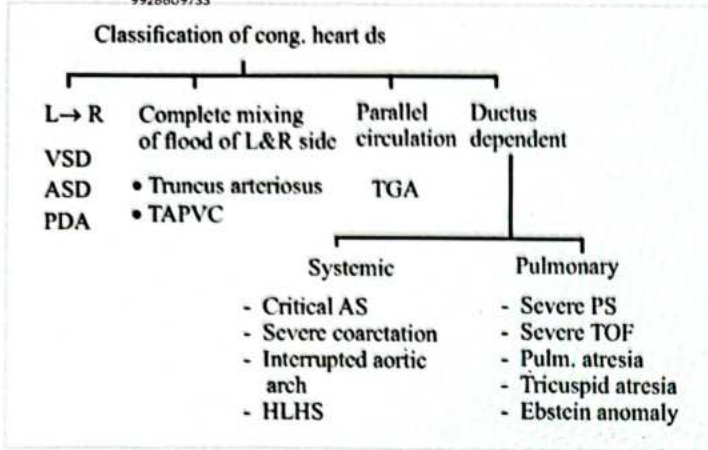 9928609733
Classification of cong. heart ds
L→ R
VSD
ASD
PDA
Complete mixing
of flood of L&R side
• Truncus arteriosus
• TAPVC
Parallel
circulation
TGA
Ductus
dependent
Systemic
- Critical AS
- Severe coarctation
- Interrupted aortic
arch
- HLHS
Pulmonary
- Severe PS
- Severe TOF
- Pulm. atresia
- Tricuspid atresia
- Ebstein anomaly